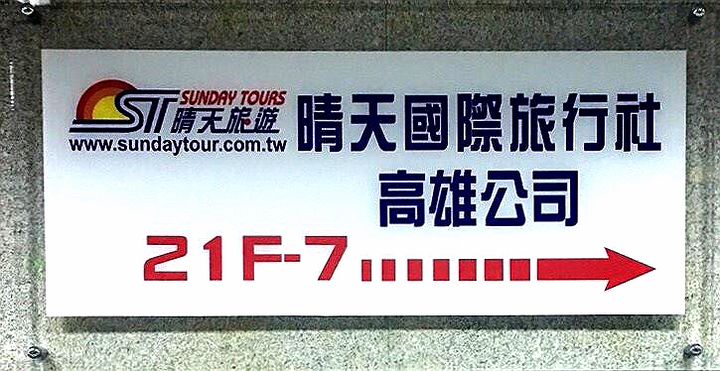 ST SUNDAY TOURS
晴天旅遊
www.sundaytour.com.tw
晴天國際旅行社
高雄公司
21F-7